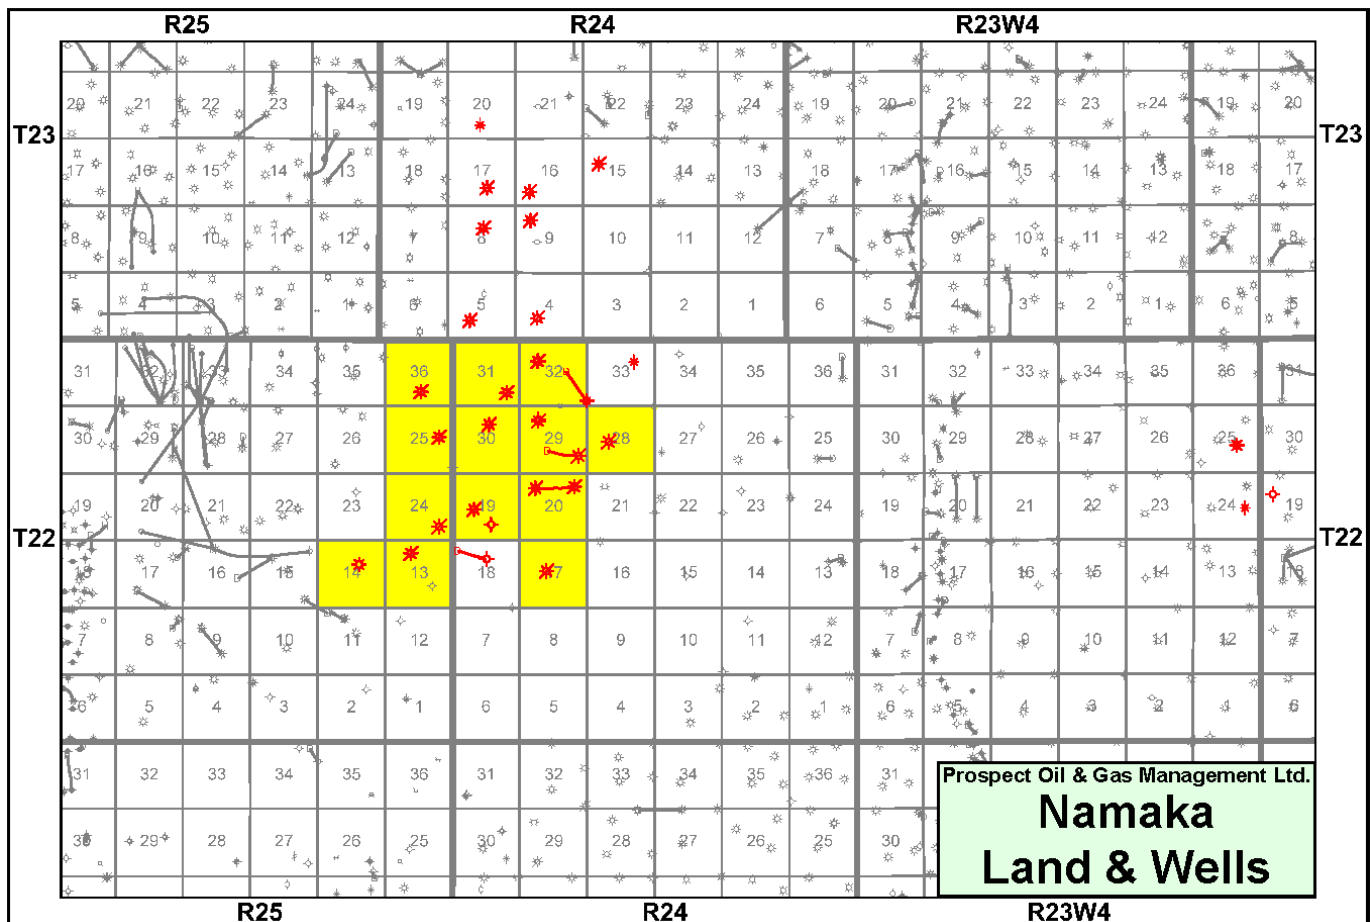 R25 R24 R23W4
20 21 22 23 24 19 20 21 22 23 24 19 20 21 22 23 24 19 20
T23 T23
17 16 15 14 13 18 17 16 15 14 13 18 17 16 15 14 13 18 17
8 9 10 11 12 7 8 9 10 11 12 7 8 9 10 11 12 7 8
5 4 3 2 1 6 5 4 3 2 1 6 5 4 3 2 1 6 5
31 32 33 34 35 36 31 32 33 34 35 36 31 32 33 34 35 36 31
30 29 28 27 26 25 30 29 28 27 26 25 30 29 28 27 26 25 30
19 20 21 22 23 24 19 20 21 22 23 24 19 20 21 22 23 24 19
T22 T22
18 17 16 15 14 13 18 17 16 15 14 13 18 17 16 15 14 13 18
7 8 9 10 11 12 7 8 9 10 11 12 7 8 9 10 11 12 7
6 5 4 3 2 1 6 5 4 3 2 1 6 5 4 3 2 1 6
31 32 33 34 35 36 31 32 33 34 35 36 31
Prospect Oil & Gas Management Ltd.
Namaka
30 29 28 27 26 25 30 29 28 27 26 25 30
Land & Wells
R25 R24 R23W4